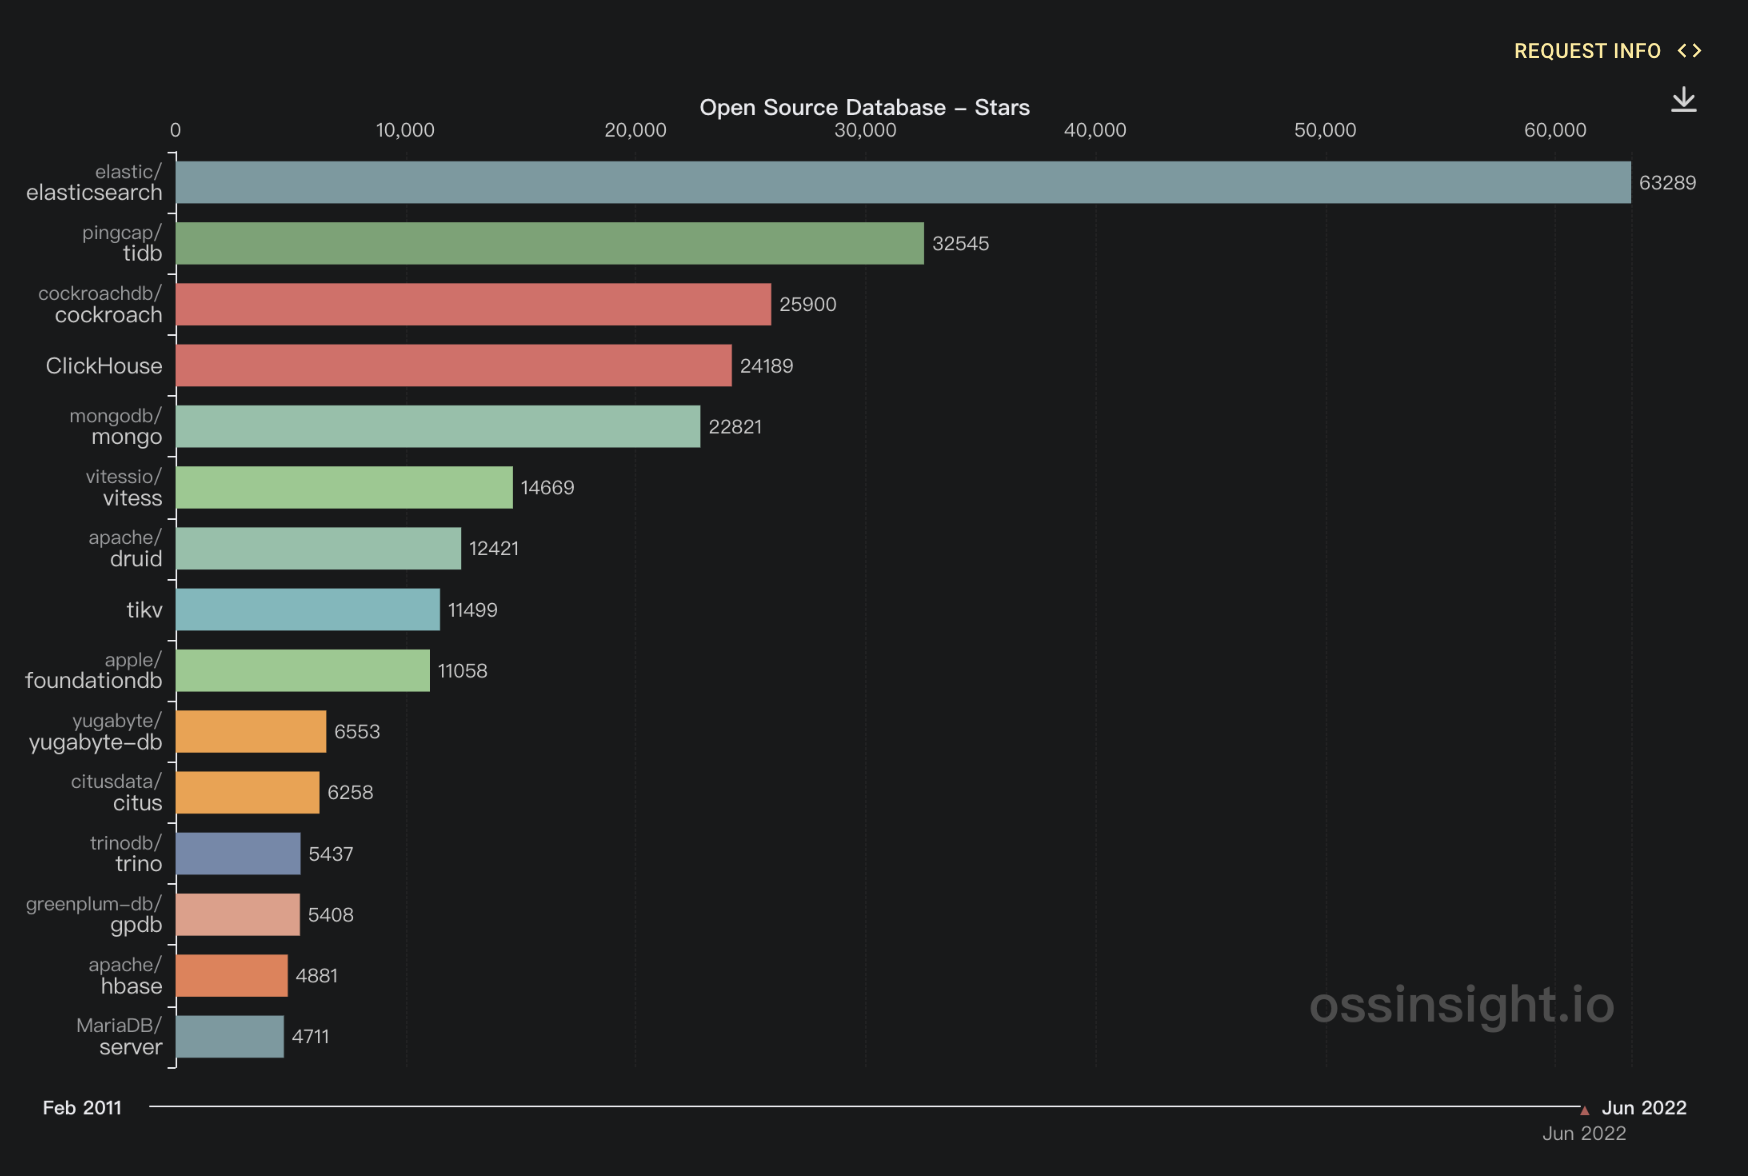 REQUEST INFO <>
Open Source Database – Stars
0 10,000 20,000 30,000 40,000 50,000 60,000
elastic/
elasticsearch
63289
pingcap/
tidb
32545
cockroachdb/
cockroach
25900
ClickHouse
24189
mongodb/
mongo
22821
vitessio/
vitess
14669
apache/
druid
12421
tikv
11499
apple/
foundationdb
11058
yugabyte/
yugabyte–db
6553
citusdata/
citus
6258
trinodb/
trino
5437
greenplum–db/
gpdb
5408
apache/
hbase
4881
MariaDB/
server
4711
ossinsight.io
Feb 2011
Jun 2022
Jun 2022